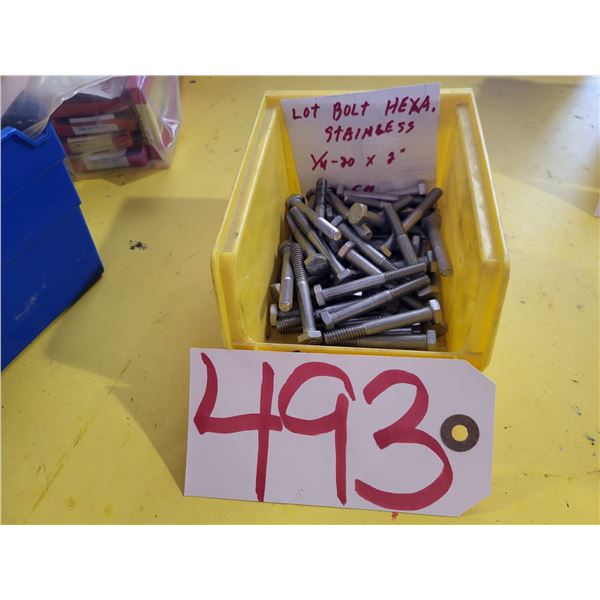 LOT BOLT HEXA.
STAINLESS
1/4-20 x 2"
493